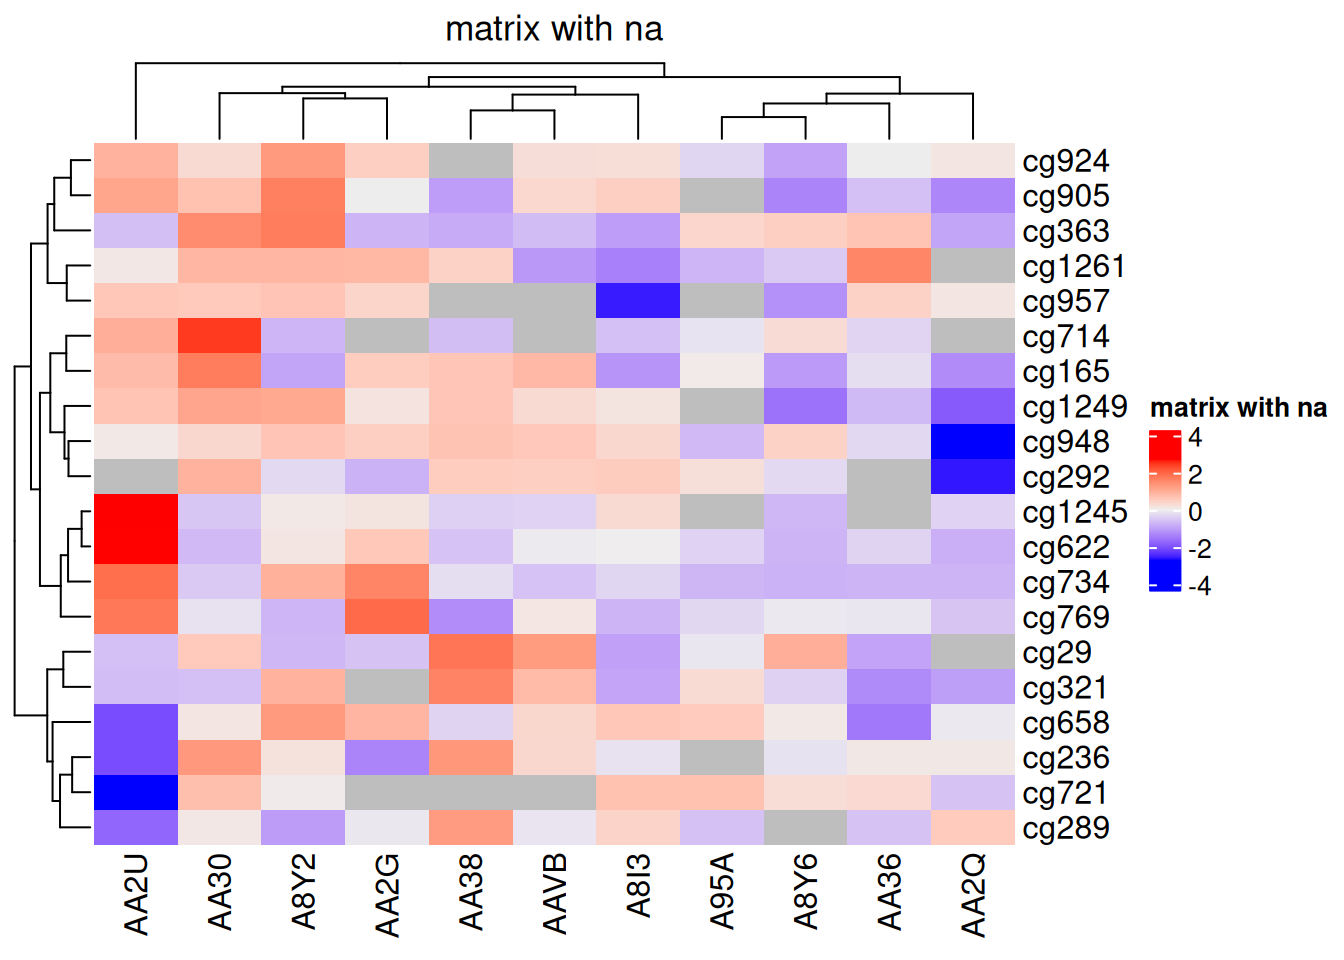 matrix with na
cg924
cg905
cg363
cg1261
cg957
cg714
cg165
cg1249
cg948
cg292
cg1245
cg622
cg734
cg769
cg29
cg321
cg658
cg236
cg721
cg289
matrix with na
4
2
0
-2
-4
AA2U
AA30
A8Y2
AA2G
AA38
AAVB
A8I3
A95A
A8Y6
AA36
AA2Q